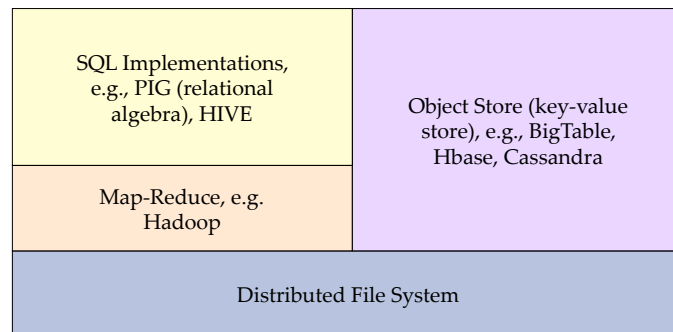 SQL Implementations,
e.g., PIG (relational
algebra), HIVE
Object Store (key-value
store), e.g., BigTable,
Hbase, Cassandra
Map-Reduce, e.g.
Hadoop
Distributed File System